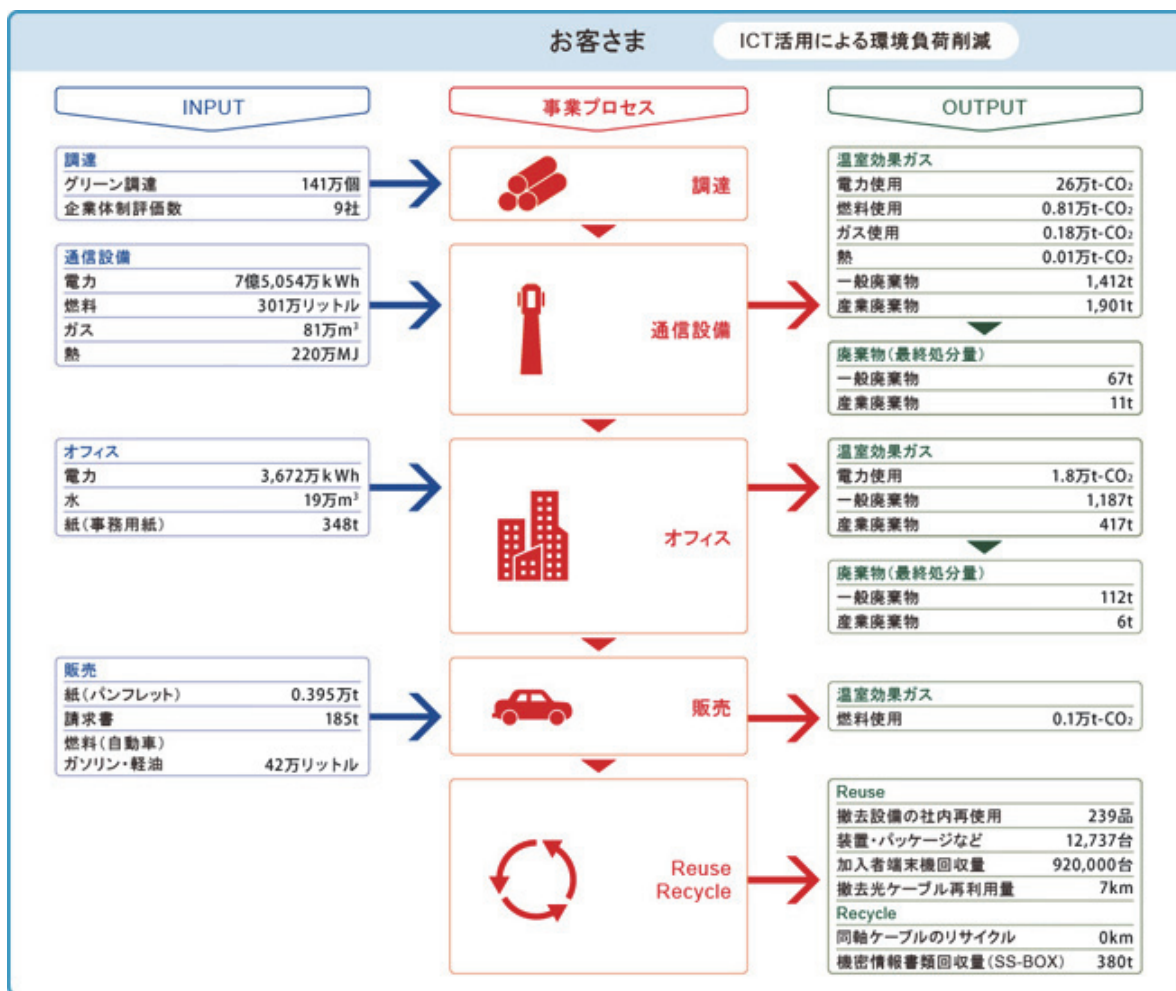 お客さま
ICT活用による環境負荷削減
INPUT
事業プロセス
OUTPUT
調達
グリーン調達 141万個
企業体制評価数 9社
調達
温室効果ガス
電力使用 26万t-CO₂
燃料使用 0.81万t-CO₂
ガス使用 0.18万t-CO₂
熱 0.01万t-CO₂
一般廃棄物 1,412t
産業廃棄物 1,901t
通信設備
電力 7億5,054万kWh
燃料 301万リットル
ガス 81万m³
熱 220万MJ
通信設備
廃棄物(最終処分量)
一般廃棄物 67t
産業廃棄物 11t
オフィス
電力 3,672万kWh
水 19万m³
紙(事務用紙) 348t
オフィス
温室効果ガス
電力使用 1.8万t-CO₂
一般廃棄物 1,187t
産業廃棄物 417t
廃棄物(最終処分量)
一般廃棄物 112t
産業廃棄物 6t
販売
紙(パンフレット) 0.395万t
請求書 185t
燃料(自動車)
ガソリン・軽油 42万リットル
販売
温室効果ガス
燃料使用 0.1万t-CO₂
Reuse
Recycle
Reuse
撤去設備の社内再使用 239品
装置・パッケージなど 12,737台
加入者端末機回収量 920,000台
撤去光ケーブル再利用量 7km
Recycle
同軸ケーブルのリサイクル 0km
機密情報書類回収量(SS-BOX) 380t